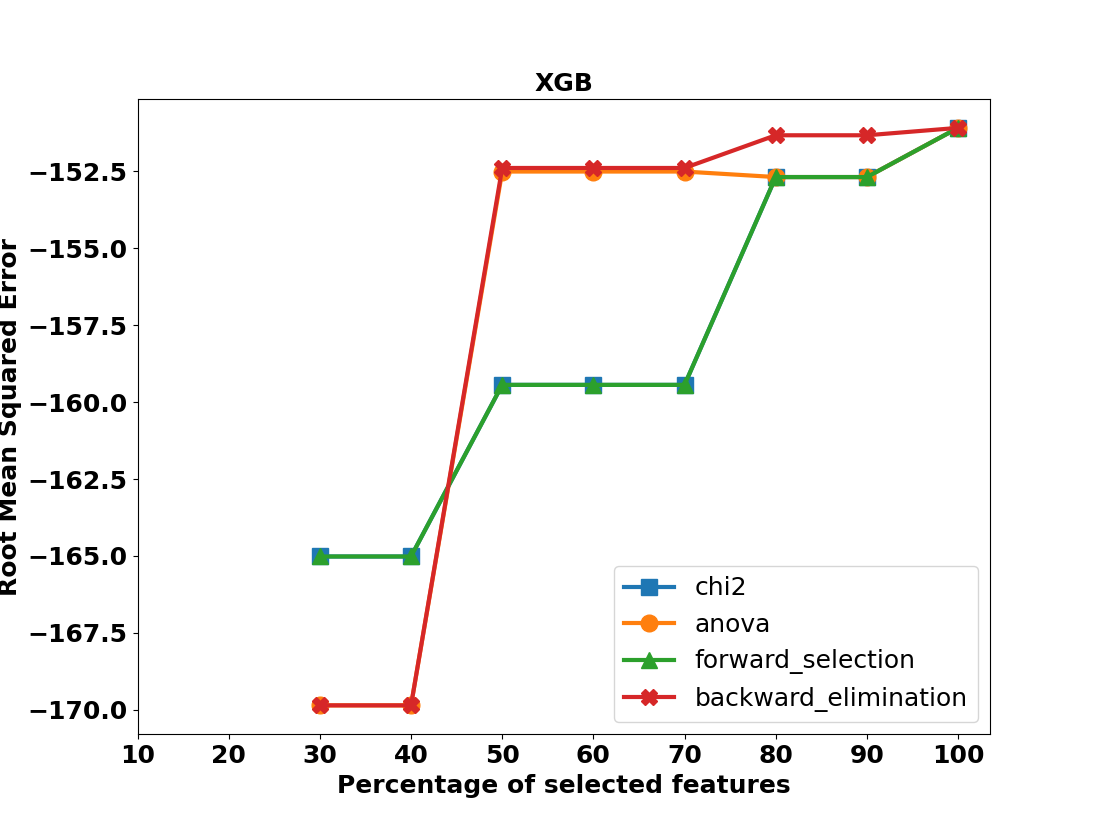 XGB
−152.5
−155.0
−157.5
−160.0
−162.5
−165.0
−167.5
−170.0
Root Mean Squared Error
10 20 30 40 50 60 70 80 90 100
Percentage of selected features
chi2
anova
forward_selection
backward_elimination